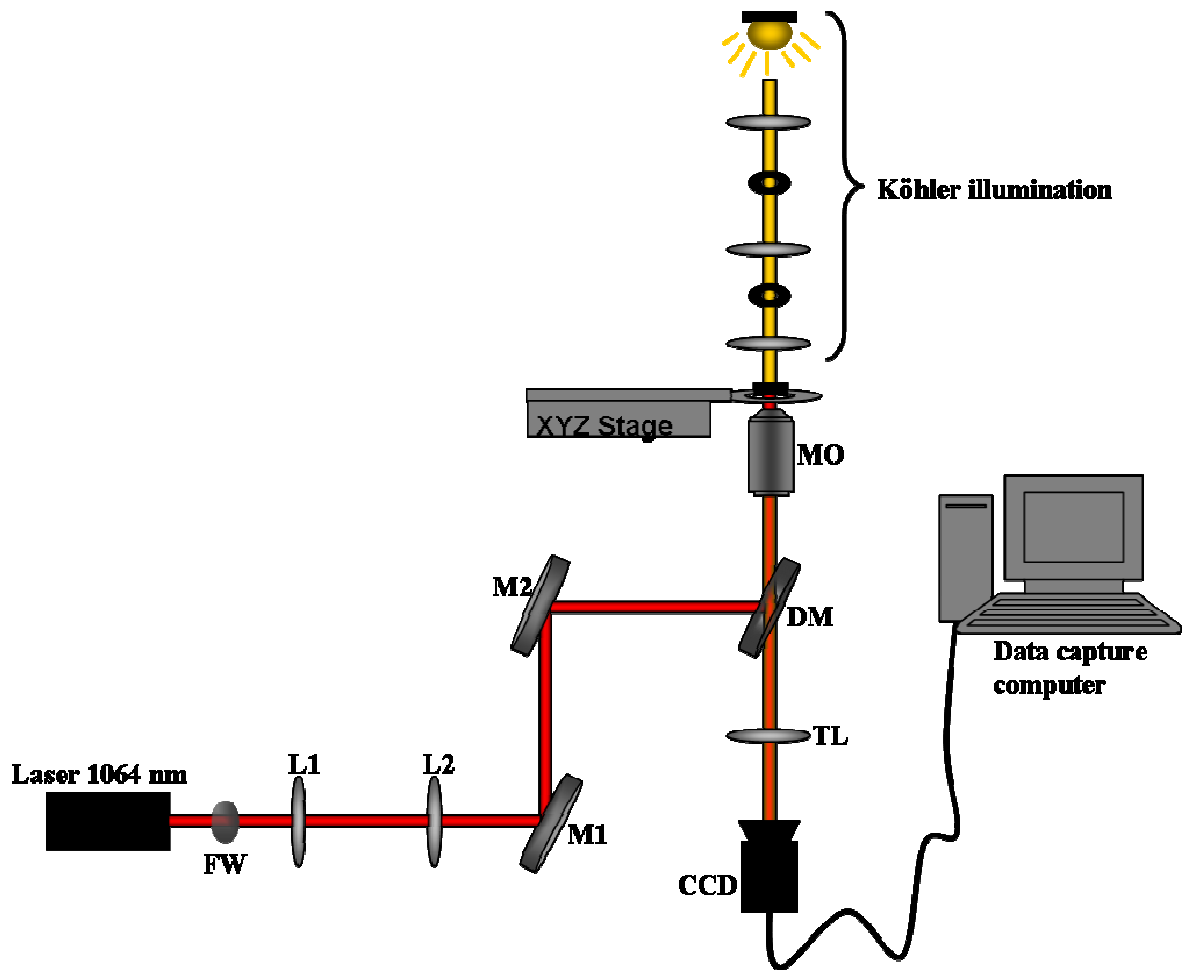 Köhler illumination
XYZ Stage
MO
M2
DM
Data capture
computer
TL
L1
L2
Laser 1064 nm
M1
FW
CCD